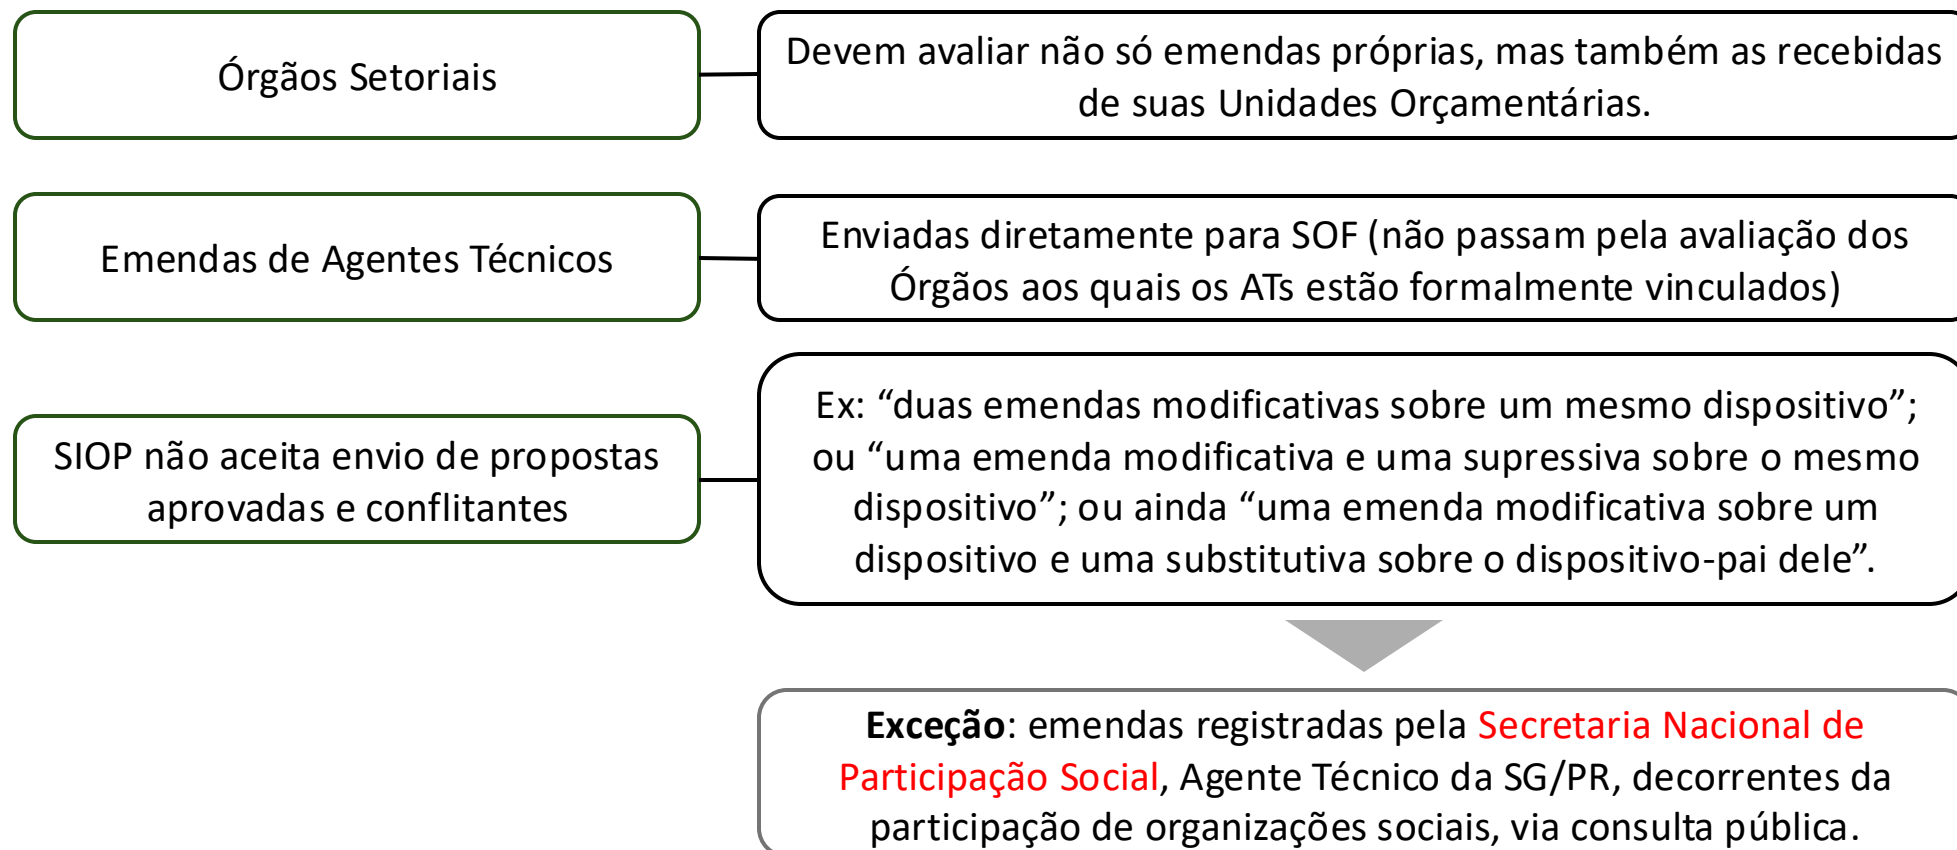 Órgãos Setoriais
Devem avaliar não só emendas próprias, mas também as recebidas
de suas Unidades Orçamentárias.
Emendas de Agentes Técnicos
Enviadas diretamente para SOF (não passam pela avaliação dos
Órgãos aos quais os ATs estão formalmente vinculados)
SIOP não aceita envio de propostas
aprovadas e conflitantes
Ex: “duas emendas modificativas sobre um mesmo dispositivo”;
ou “uma emenda modificativa e uma supressiva sobre o mesmo
dispositivo”; ou ainda “uma emenda modificativa sobre um
dispositivo e uma substitutiva sobre o dispositivo-pai dele”.
Exceção: emendas registradas pela Secretaria Nacional de
Participação Social, Agente Técnico da SG/PR, decorrentes da
participação de organizações sociais, via consulta pública.